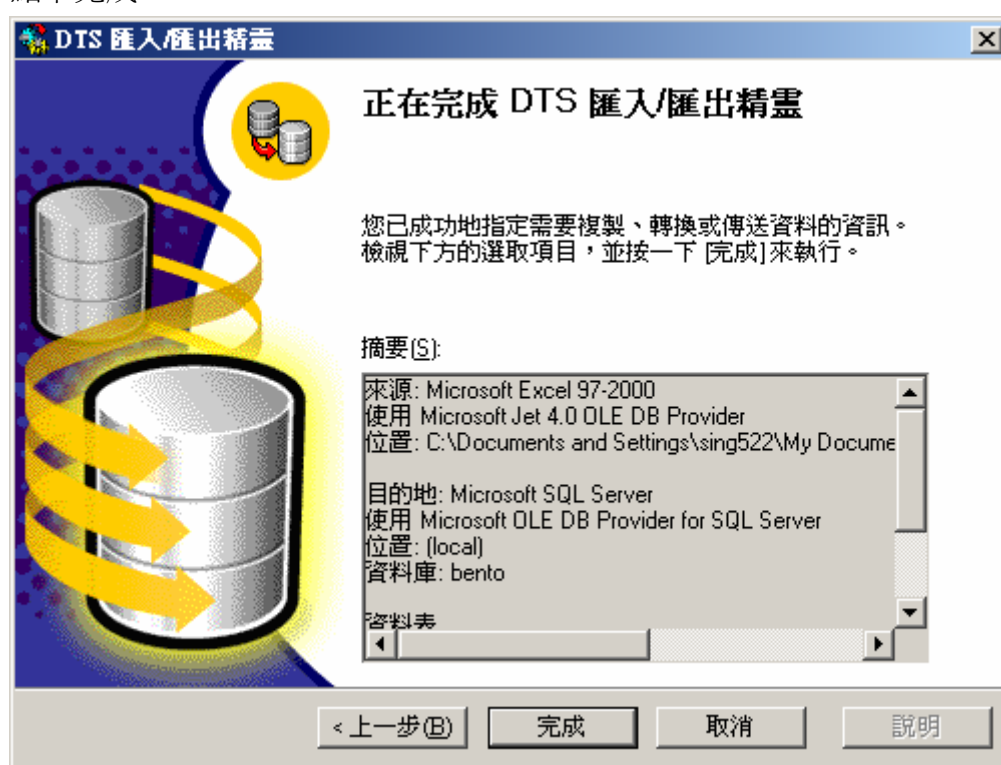 DTS 匯入/匯出精靈
正在完成 DTS 匯入/匯出精靈
您已成功地指定需要複製、轉換或傳送資料的資訊。
檢視下方的選取項目，並按一下 [完成] 來執行。
摘要(S):
來源: Microsoft Excel 97-2000
使用 Microsoft Jet 4.0 OLE DB Provider
位置: C:\Documents and Settings\sing522\My Docume
目的地: Microsoft SQL Server
使用 Microsoft OLE DB Provider for SQL Server
位置: (local)
資料庫: bento
資料表
<上一步(B) 完成 取消 説明